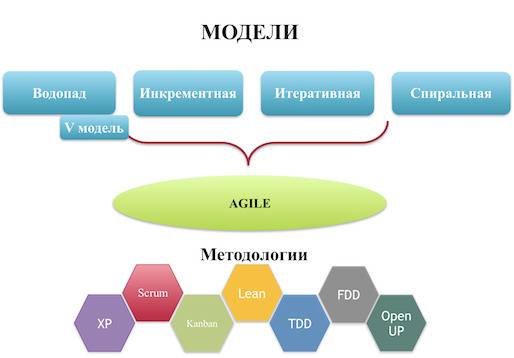 МОДЕЛИ
Водопад
Инкрементная
Итеративная
Спиральная
V модель
AGILE
Методологии
XP
Scrum
Kanban
Lean
TDD
FDD
Open
UP